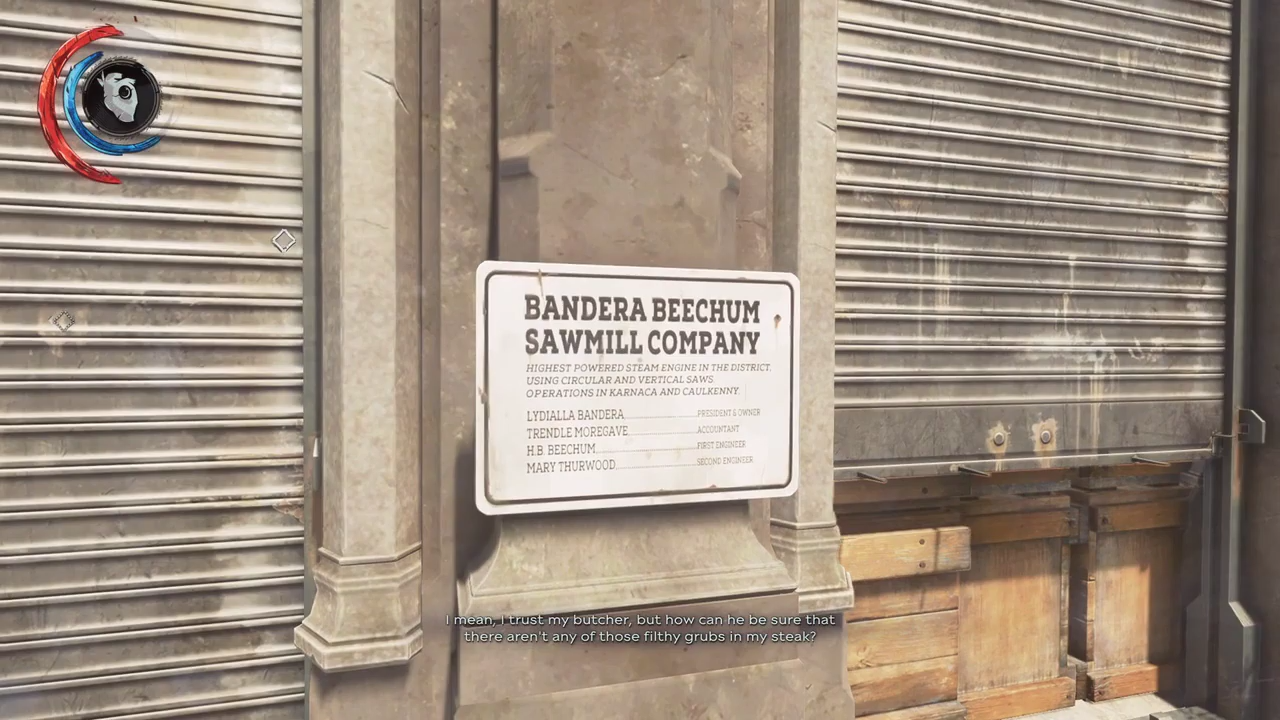 BANDERA BEECHUM
SAWMILL COMPANY
HIGHEST POWERED STEAM ENGINE IN THE DISTRICT,
USING CIRCULAR AND VERTICAL SAWS.
OPERATIONS IN KARNACA AND CAULKENNY.
LYDIALLA BANDERA PRESIDENT & OWNER
TRENDLE MOREGAVE ACCOUNTANT
H.B. BEECHUM FIRST ENGINEER
MARY THURWOOD SECOND ENGINEER
I mean, I trust my butcher, but how can he be sure that
there aren't any of those filthy grubs in my steak?